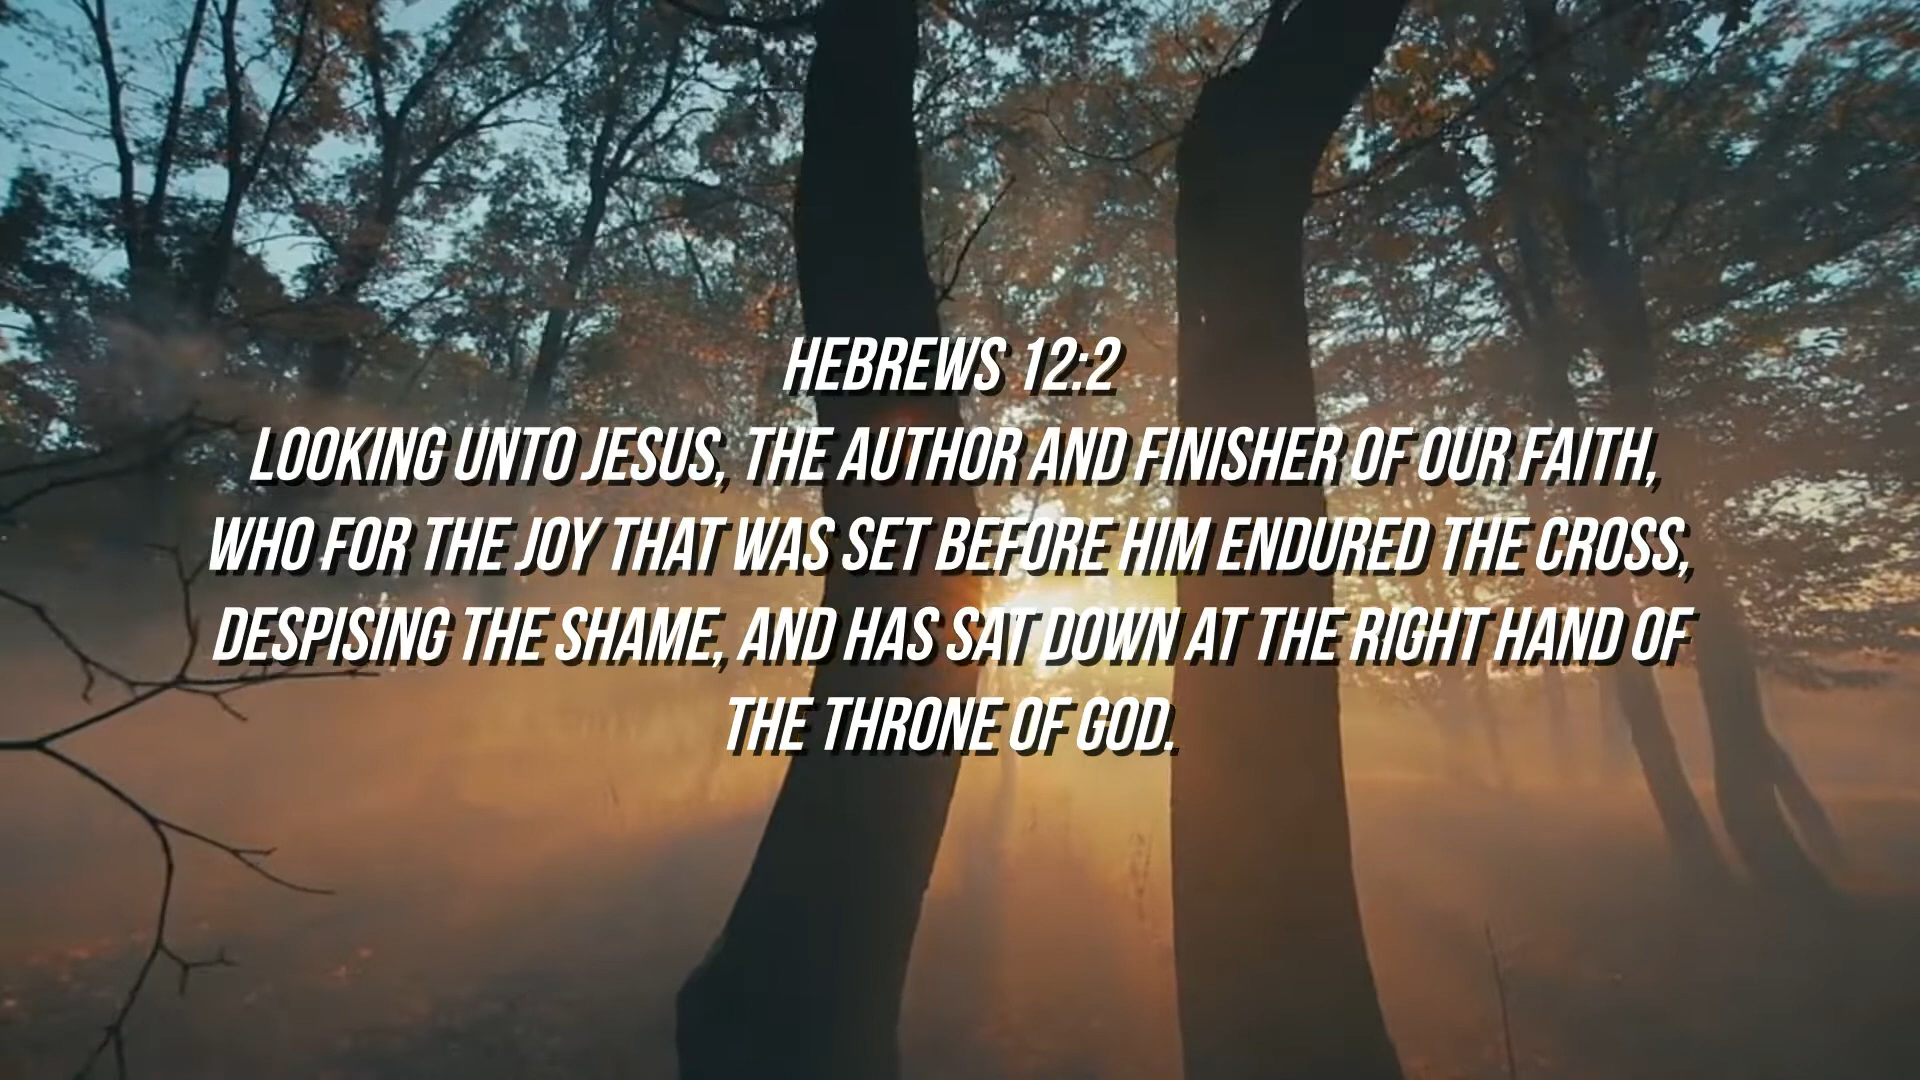 HEBREWS 12:2
LOOKING UNTO JESUS, THE AUTHOR AND FINISHER OF OUR FAITH,
WHO FOR THE JOY THAT WAS SET BEFORE HIM ENDURED THE CROSS,
DESPISING THE SHAME, AND HAS SAT DOWN AT THE RIGHT HAND OF
THE THRONE OF GOD.